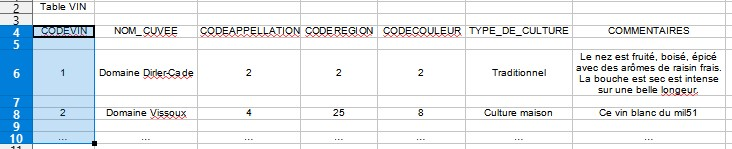 2 Table VIN
3
4 CODEVIN NOM_CUVEE CODEAPPELLATION CODEREGION CODECOULEUR TYPE_DE_CULTURE COMMENTAIRES
5
6 1 Domaine Dirler-Cade 2 2 2 Traditionnel
Le nez est fruité, boisé, épicé
avec des arômes de raisin frais.
La bouche est sec est intense
sur une belle longeur.
7
8 2 Domaine Vissoux 4 25 8 Culture maison Ce vin blanc du mil51
9
10 ... ... ... ... ... ... ...